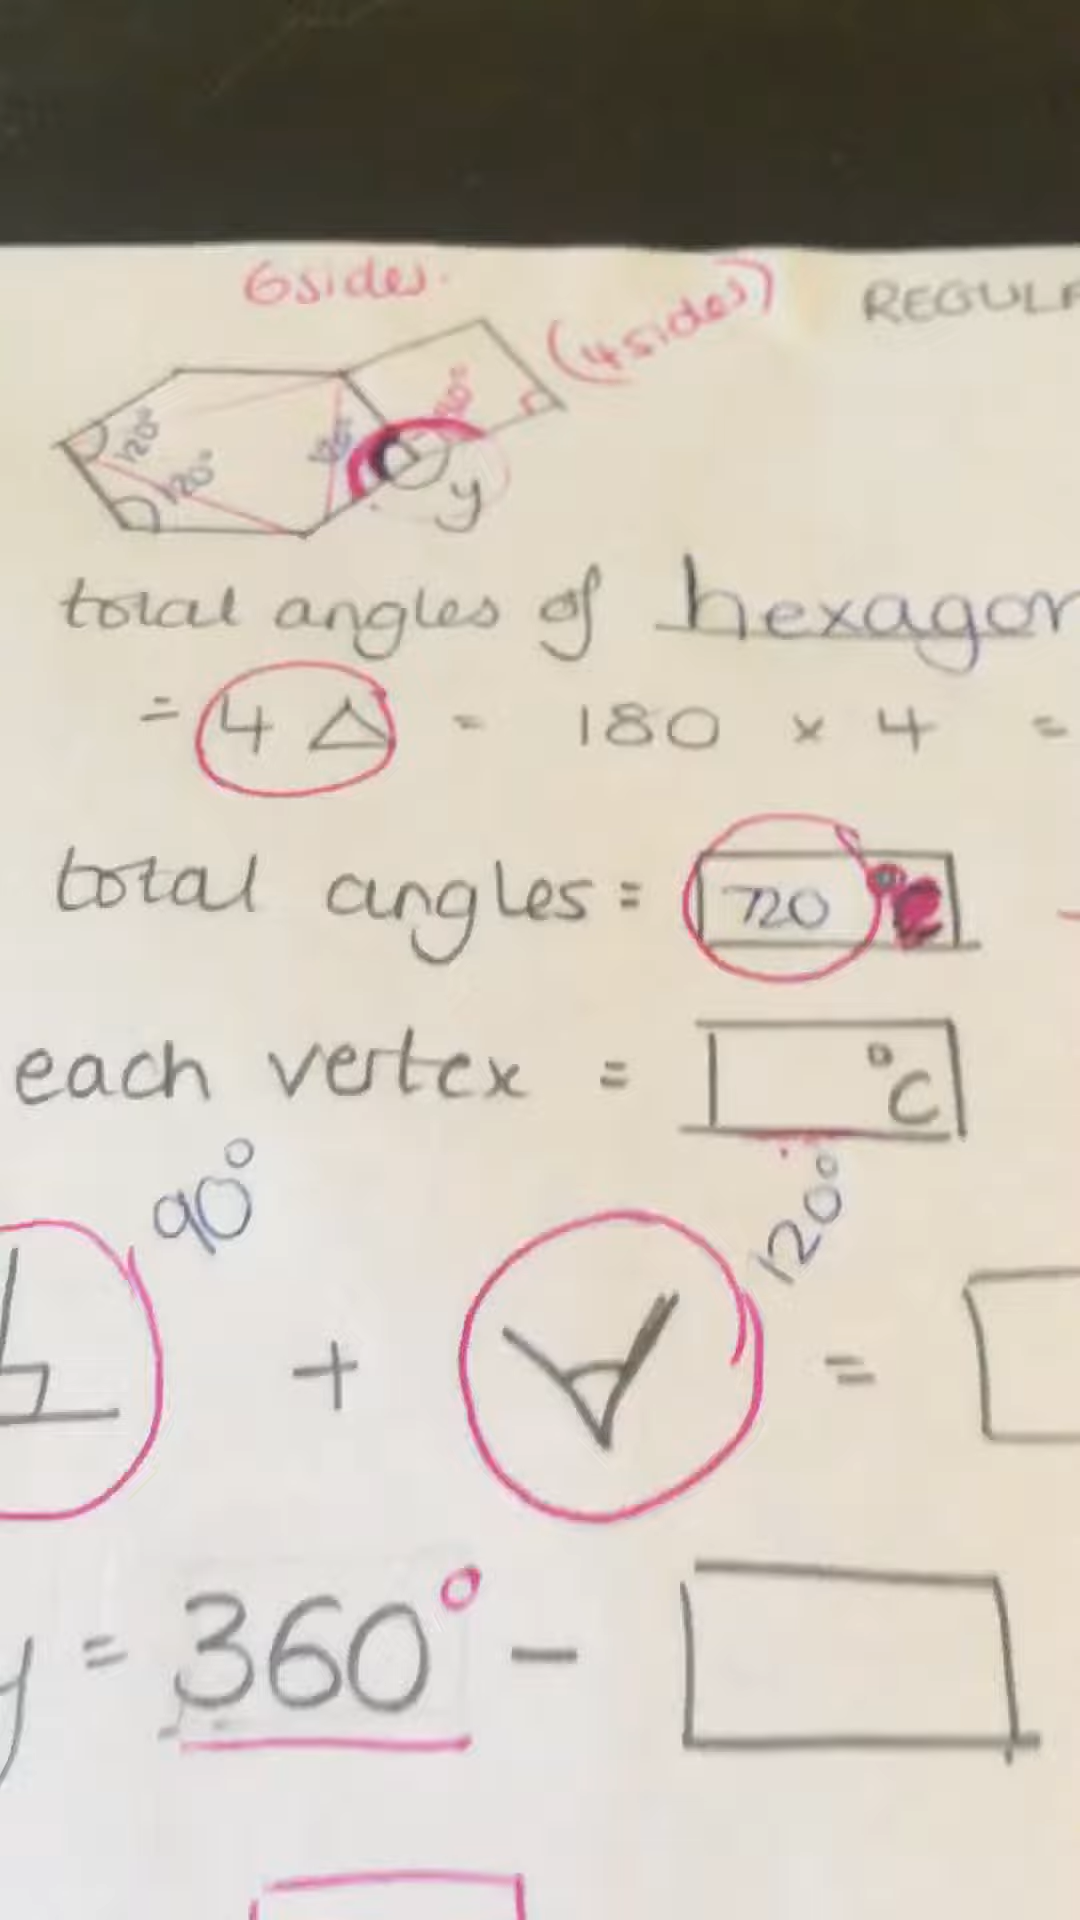 6sides.
(4sides)
120°
120°
120°
90°
y
total angles of hexagon
= 4 △ = 180 × 4 =
total angles = 720 °
each vertex = °C
90° + 120° =
y = 360° -